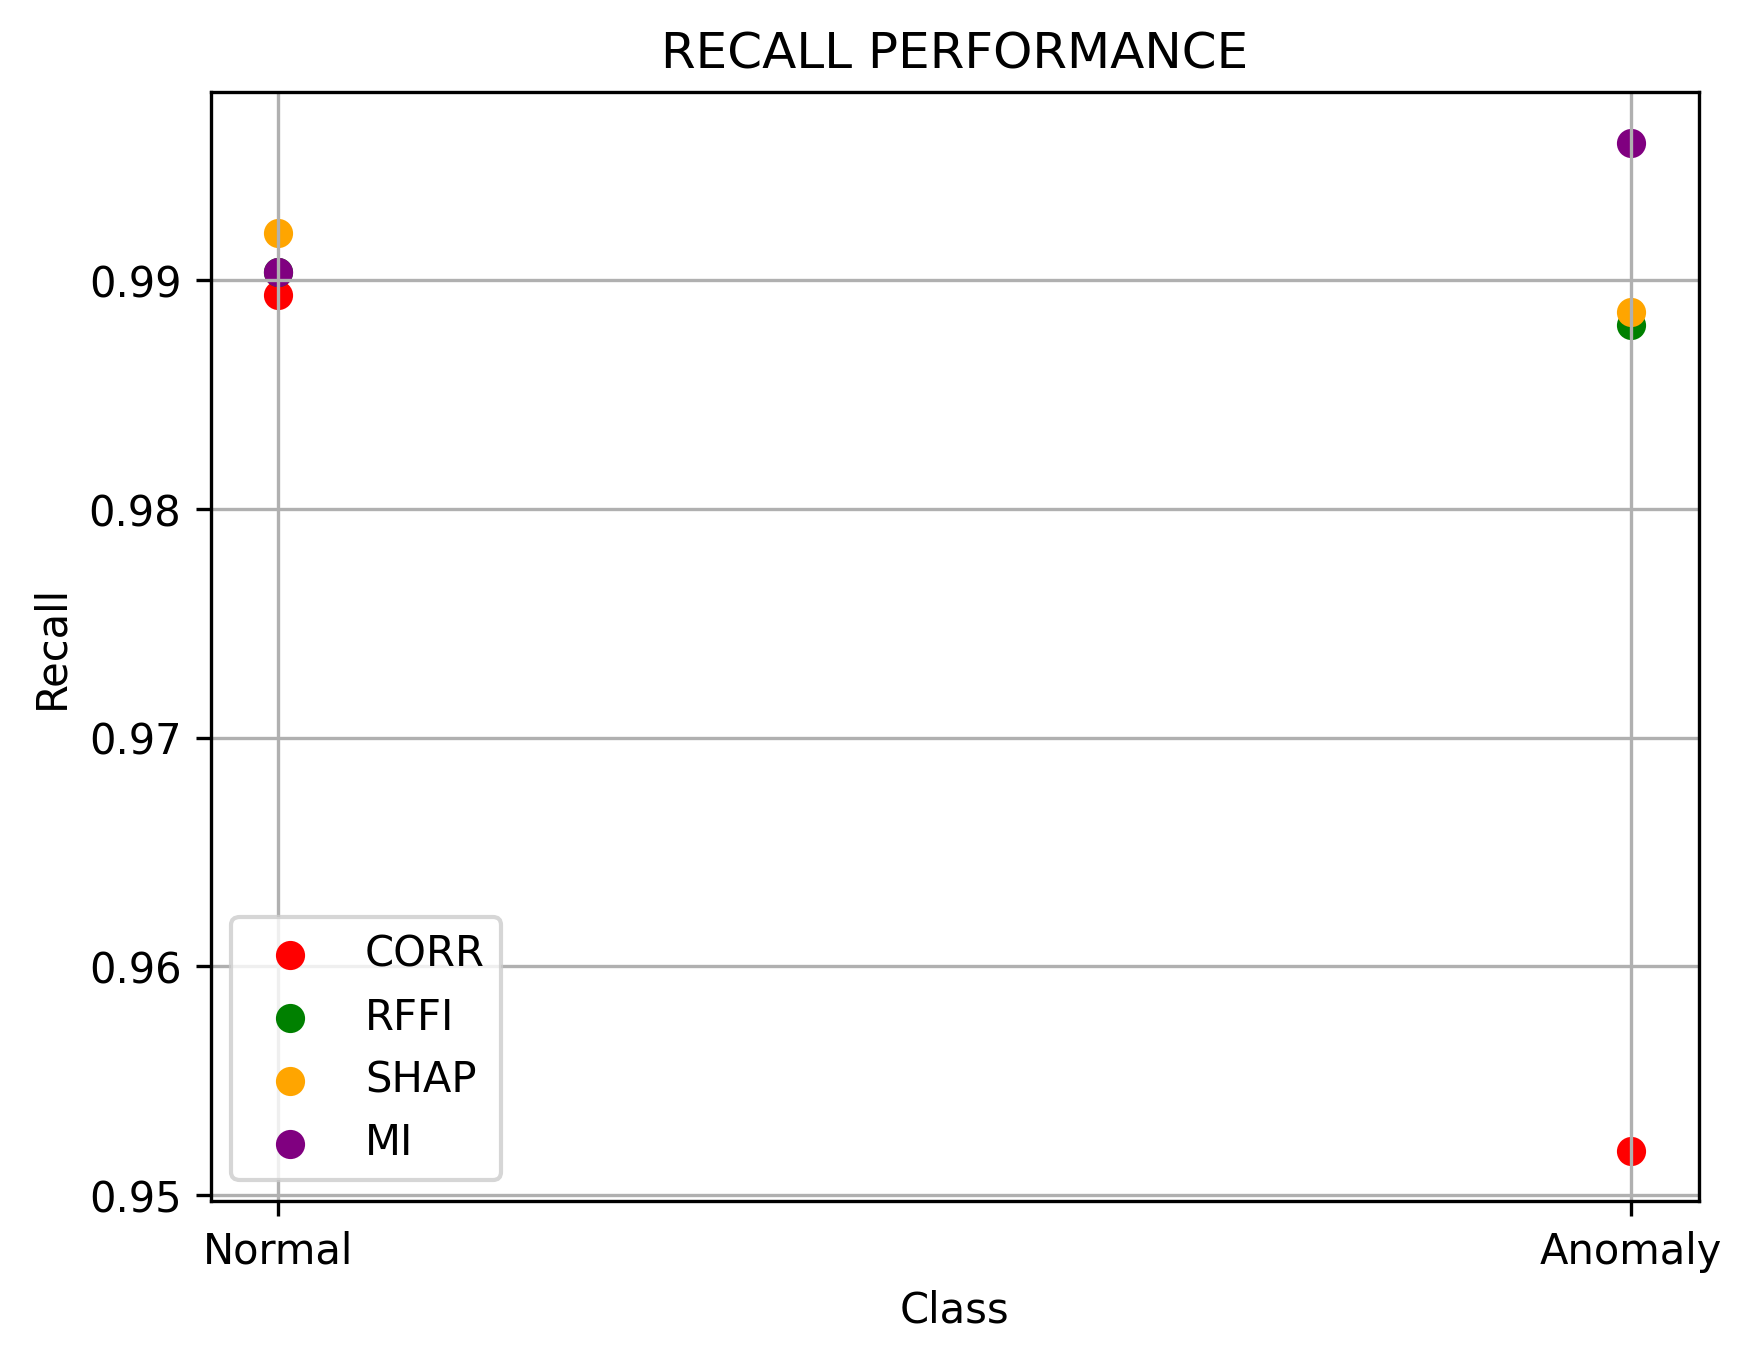 RECALL PERFORMANCE
Recall
0.99
0.98
0.97
0.96
0.95
CORR
RFFI
SHAP
MI
Normal
Anomaly
Class